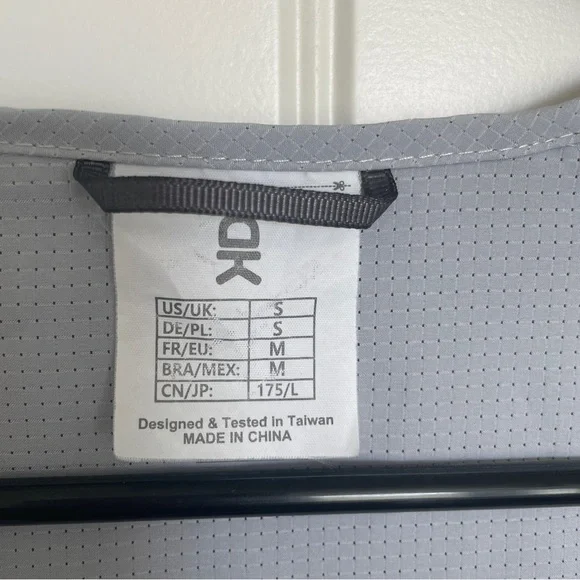 US/UK: S
DE/PL: S
FR/EU: M
BRA/MEX: M
CN/JP: 175/L
Designed & Tested in Taiwan
MADE IN CHINA